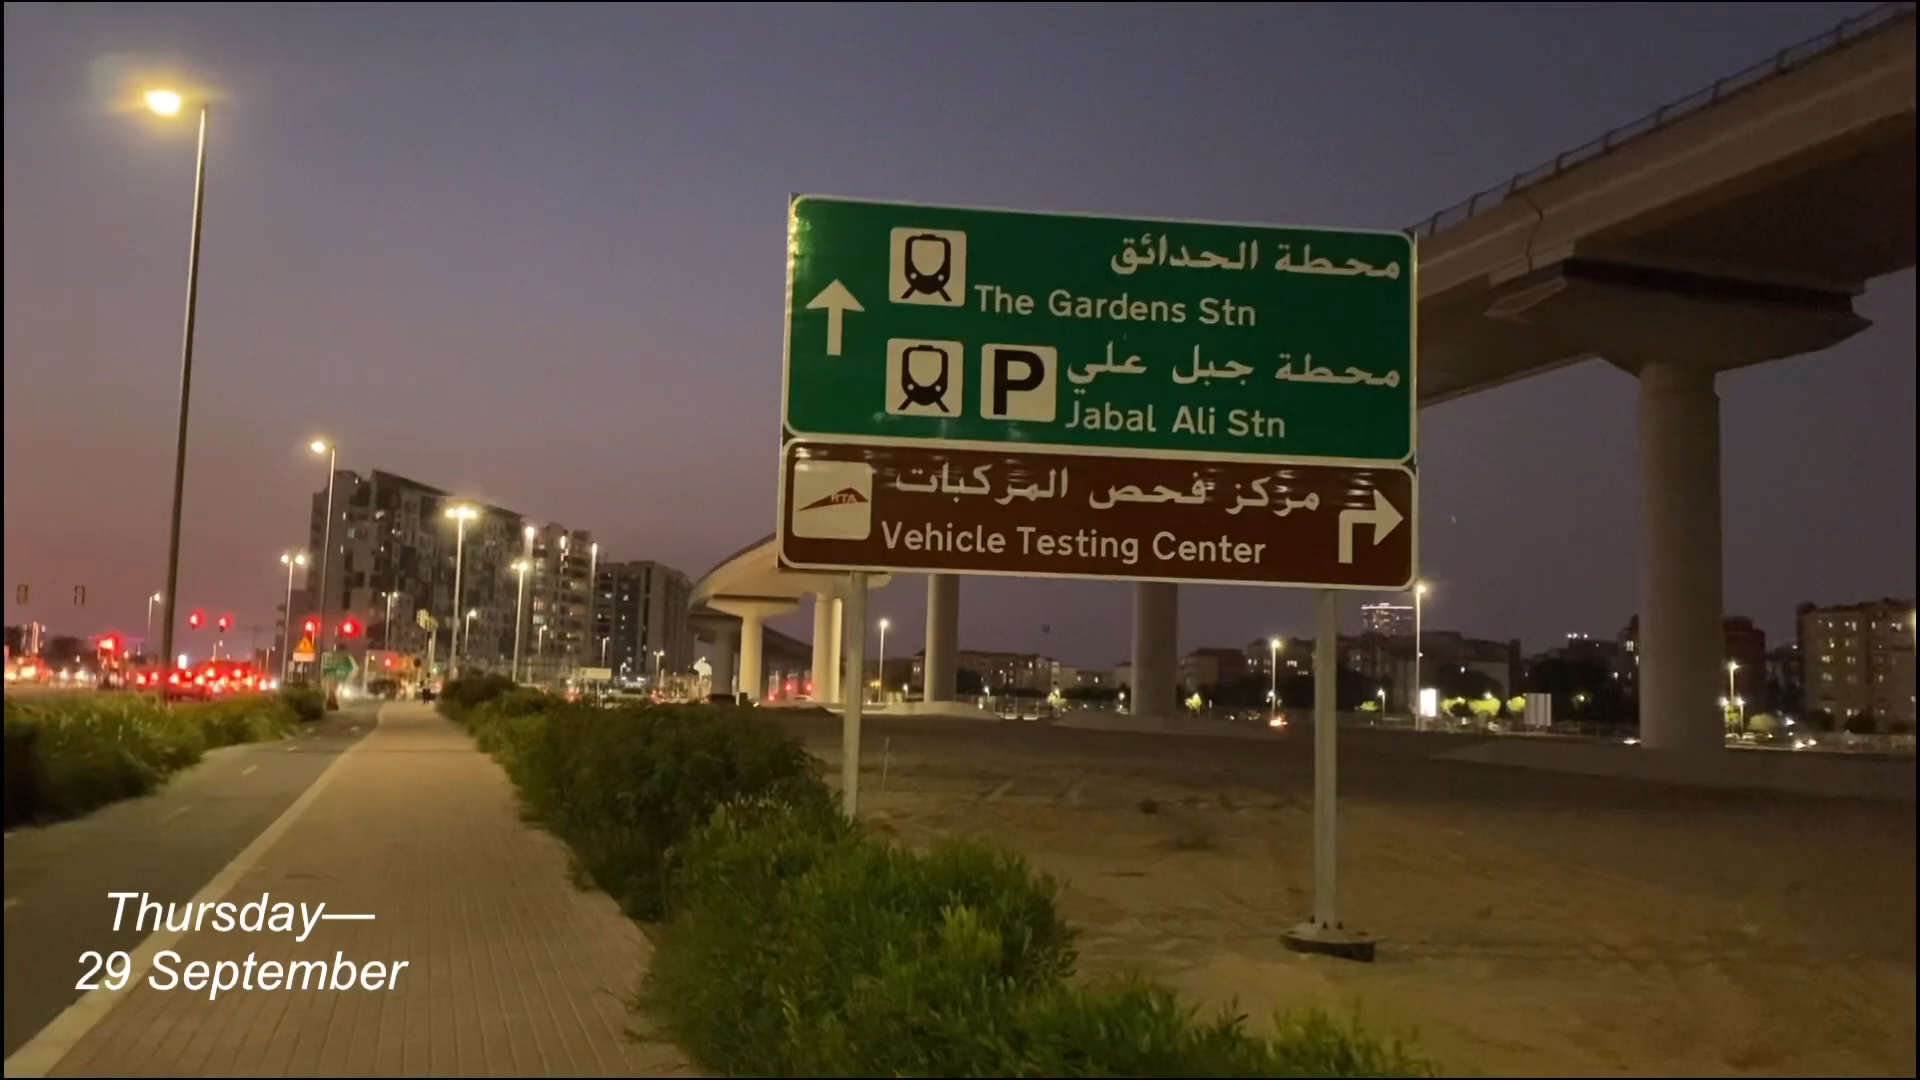 محطة الحدائق
The Gardens Stn
محطة جبل علي
P
Jabal Ali Stn
مركز فحص المركبات
RTA
Vehicle Testing Center
Thursday—
29 September